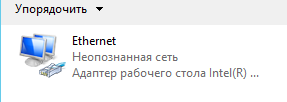 Упорядочить
Ethernet
Неопознанная сеть
Адаптер рабочего стола Intel(R) ...